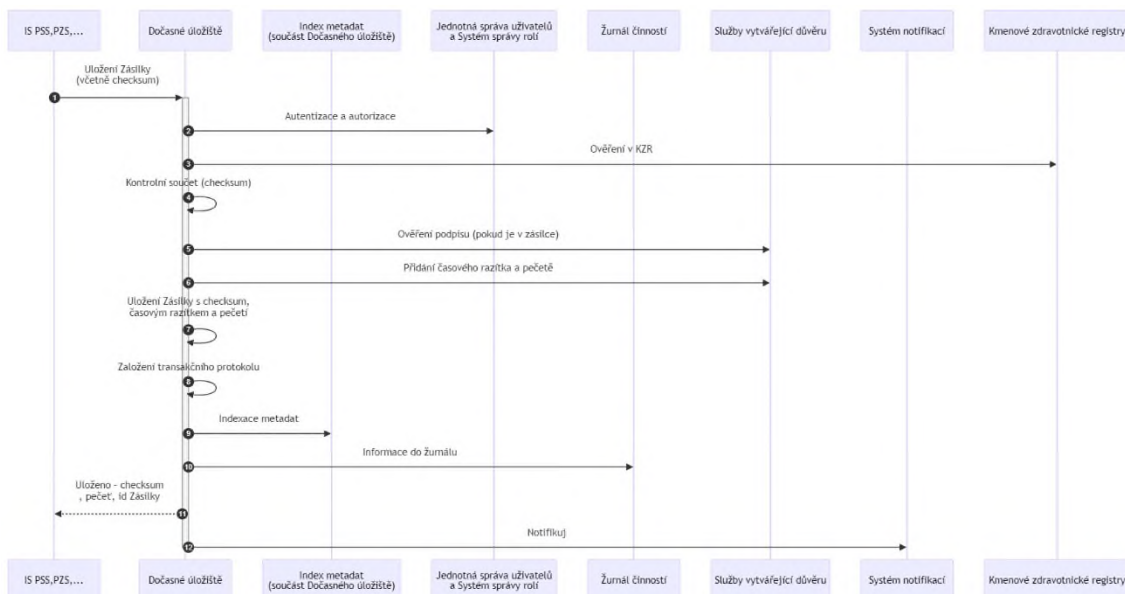 IS PSS,PZS,...
Dočasné úložiště
Index metadat
(součást Dočasného úložiště)
Jednotná správa uživatelů
a Systém správy rolí
Žurnál činností
Služby vytvářející důvěru
Systém notifikací
Kmenové zdravotnické registry
Uložení Zásilky
(včetně checksum)
1
Autentizace a autorizace
2
Ověření v KZR
3
Kontrolní součet (checksum)
4
Ověření podpisu (pokud je v zásilce)
5
Přidání časového razítka a pečetě
6
Uložení Zásilky s checksum,
časovým razítkem a pečetí
7
Založení transakčního protokolu
8
Indexace metadat
9
Informace do žurnálu
10
Uloženo - checksum
, pečeť, id Zásilky
11
Notifikuj
12
IS PSS,PZS,...
Dočasné úložiště
Index metadat
(součást Dočasného úložiště)
Jednotná správa uživatelů
a Systém správy rolí
Žurnál činností
Služby vytvářející důvěru
Systém notifikací
Kmenové zdravotnické registry